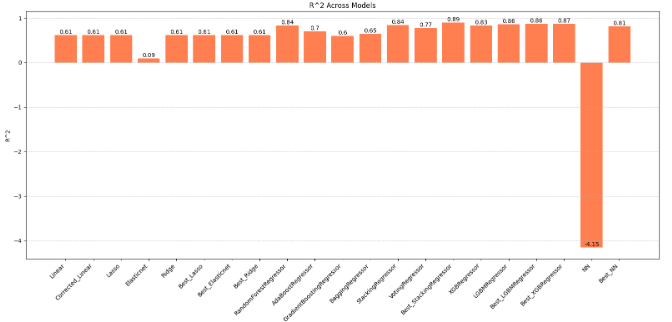 R^2 Across Models
R^2
1
0
−1
−2
−3
−4
0.61
0.61
0.61
0.09
0.61
0.61
0.61
0.61
0.84
0.7
0.6
0.65
0.84
0.77
0.89
0.83
0.86
0.86
0.87
-4.15
0.81
Linear
Corrected_Linear
Lasso
Elasticnet
Ridge
Best_Lasso
Best_Elasticnet
Best_Ridge
RandomForestRegressor
AdaBoostRegressor
GradientBoostingRegressor
BaggingRegressor
StackingRegressor
VotingRegressor
Best_StackingRegressor
XGBRegressor
LGBMRegressor
Best_LGBMRegressor
Best_XGBRegressor
NN
Best_NN